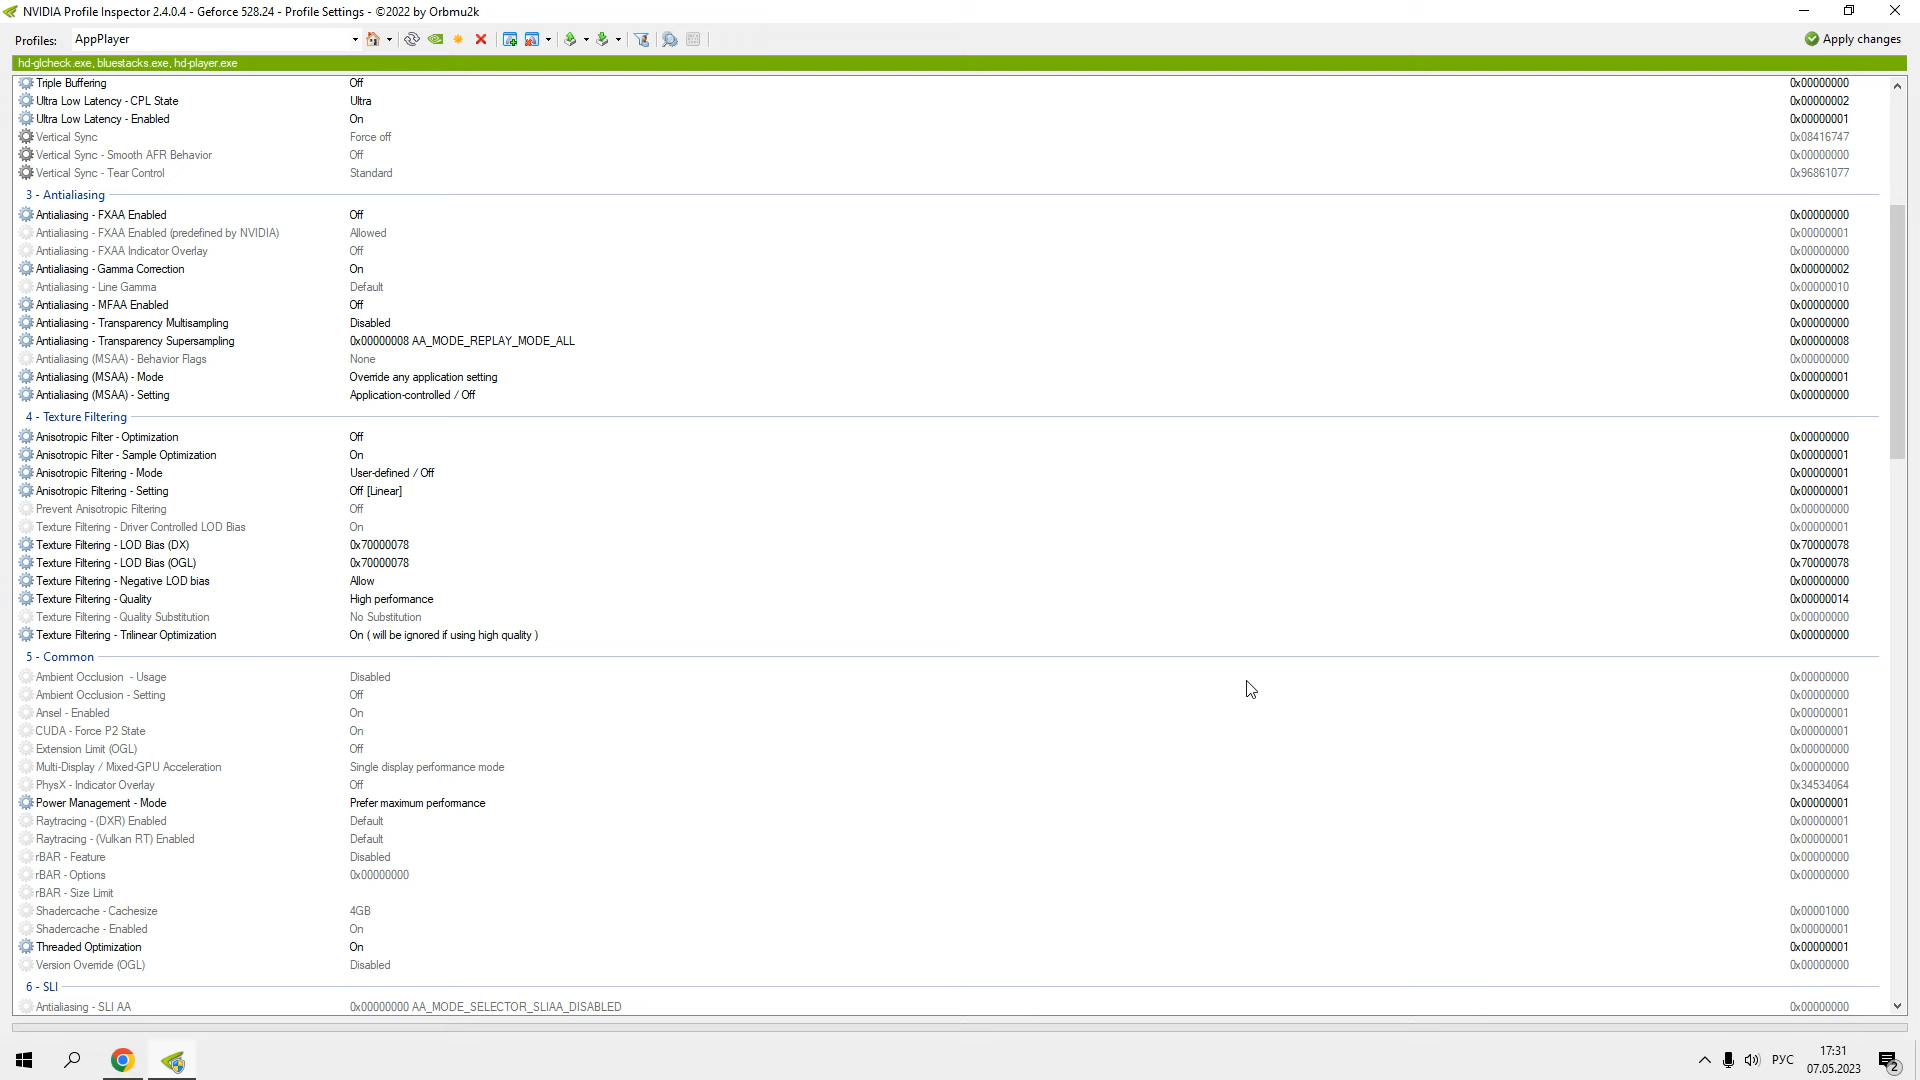 NVIDIA Profile Inspector 2.4.0.4 - Geforce 528.24 - Profile Settings - ©2022 by Orbmu2k
Profiles: AppPlayer Apply changes
hd-glcheck.exe, bluestacks.exe, hd-player.exe
Triple Buffering Off 0x00000000
Ultra Low Latency - CPL State Ultra 0x00000002
Ultra Low Latency - Enabled On 0x00000001
Vertical Sync Force off 0x08416747
Vertical Sync - Smooth AFR Behavior Off 0x00000000
Vertical Sync - Tear Control Standard 0x96861077
3 - Antialiasing
Antialiasing - FXAA Enabled Off 0x00000000
Antialiasing - FXAA Enabled (predefined by NVIDIA) Allowed 0x00000001
Antialiasing - FXAA Indicator Overlay Off 0x00000000
Antialiasing - Gamma Correction On 0x00000002
Antialiasing - Line Gamma Default 0x00000010
Antialiasing - MFAA Enabled Off 0x00000000
Antialiasing - Transparency Multisampling Disabled 0x00000000
Antialiasing - Transparency Supersampling 0x00000008 AA_MODE_REPLAY_MODE_ALL 0x00000008
Antialiasing (MSAA) - Behavior Flags None 0x00000000
Antialiasing (MSAA) - Mode Override any application setting 0x00000001
Antialiasing (MSAA) - Setting Application-controlled / Off 0x00000000
4 - Texture Filtering
Anisotropic Filter - Optimization Off 0x00000000
Anisotropic Filter - Sample Optimization On 0x00000001
Anisotropic Filtering - Mode User-defined / Off 0x00000001
Anisotropic Filtering - Setting Off [Linear] 0x00000001
Prevent Anisotropic Filtering Off 0x00000000
Texture Filtering - Driver Controlled LOD Bias On 0x00000001
Texture Filtering - LOD Bias (DX) 0x70000078 0x70000078
Texture Filtering - LOD Bias (OGL) 0x70000078 0x70000078
Texture Filtering - Negative LOD bias Allow 0x00000000
Texture Filtering - Quality High performance 0x00000014
Texture Filtering - Quality Substitution No Substitution 0x00000000
Texture Filtering - Trilinear Optimization On ( will be ignored if using high quality ) 0x00000000
5 - Common
Ambient Occlusion - Usage Disabled 0x00000000
Ambient Occlusion - Setting Off 0x00000000
Ansel - Enabled On 0x00000001
CUDA - Force P2 State On 0x00000001
Extension Limit (OGL) Off 0x00000000
Multi-Display / Mixed-GPU Acceleration Single display performance mode 0x00000000
PhysX - Indicator Overlay Off 0x34534064
Power Management - Mode Prefer maximum performance 0x00000001
Raytracing - (DXR) Enabled Default 0x00000001
Raytracing - (Vulkan RT) Enabled Default 0x00000001
rBAR - Feature Disabled 0x00000000
rBAR - Options 0x00000000 0x00000000
rBAR - Size Limit
Shadercache - Cachesize 4GB 0x00001000
Shadercache - Enabled On 0x00000001
Threaded Optimization On 0x00000001
Version Override (OGL) Disabled 0x00000000
6 - SLI
Antialiasing - SLI AA 0x00000000 AA_MODE_SELECTOR_SLIAA_DISABLED 0x00000000
РУС
17:31
07.05.2023
2